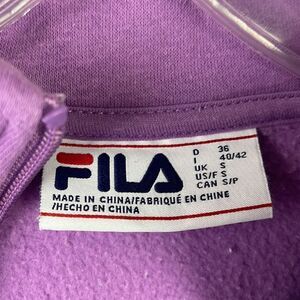 FILA
D 36
I 40/42
UK S
US/F S
CAN S/P
MADE IN CHINA/FABRIQUÉ EN CHINE
/HECHO EN CHINA